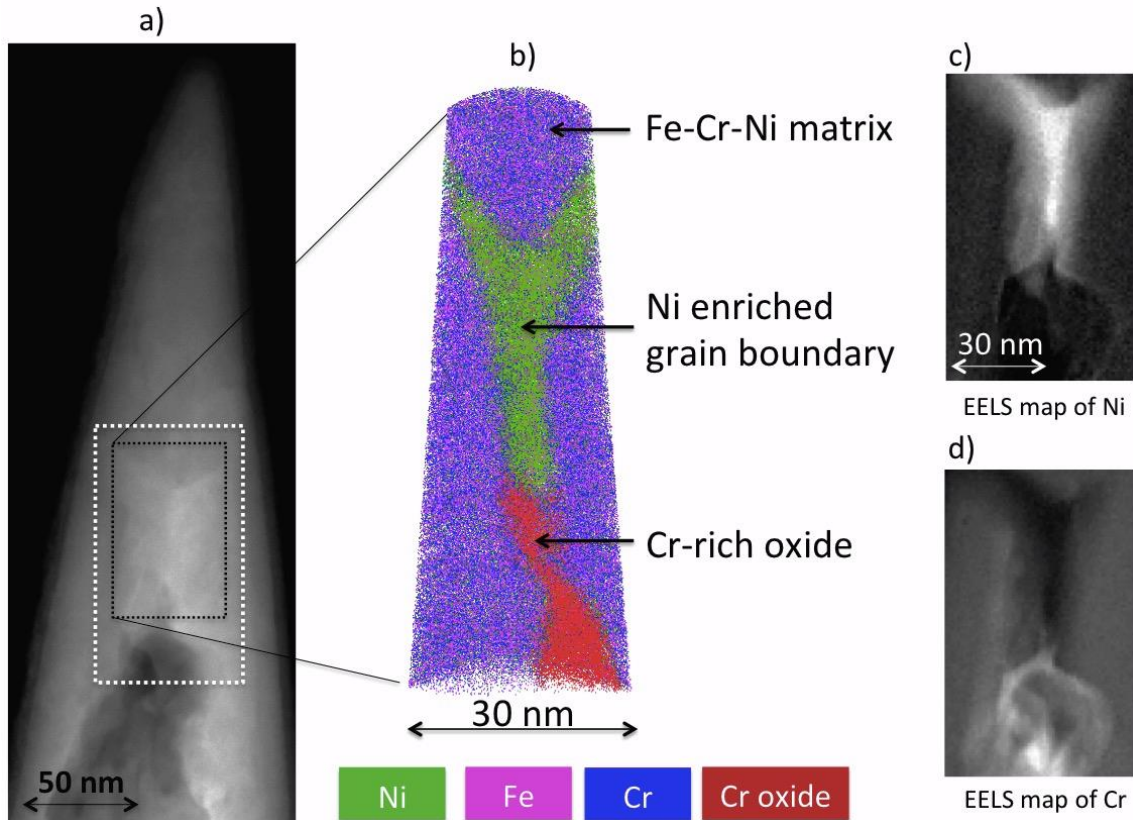 a)
b)
c)
Fe-Cr-Ni matrix
Ni enriched
grain boundary
30 nm
EELS map of Ni
d)
Cr-rich oxide
30 nm
50 nm
Ni
Fe
Cr
Cr oxide
EELS map of Cr